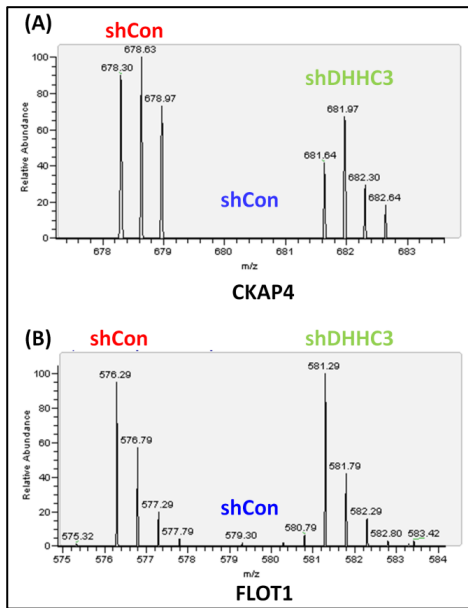 (A)
shCon
678.63
678.30
678.97
shDHHC3
681.97
681.64
682.30
682.64
shCon
Relative Abundance
100
80
60
40
20
0
678 679 680 681 682 683
m/z
CKAP4
(B)
shCon
shDHHC3
576.29
581.29
576.79
581.79
577.29
582.29
shCon
575.32
577.79
579.30
580.79
582.80
583.42
Relative Abundance
100
80
60
40
20
0
575 576 577 578 579 580 581 582 583 584
m/z
FLOT1